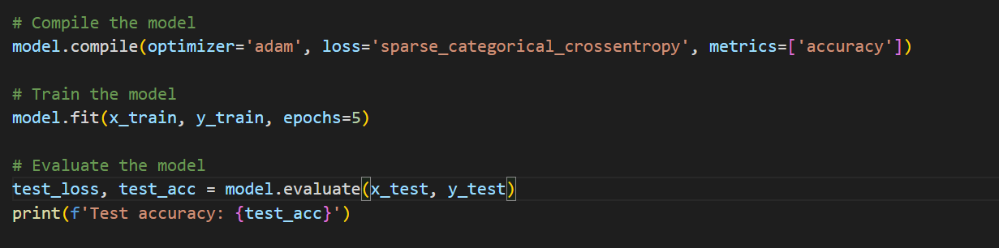 # Compile the model
model.compile(optimizer='adam', loss='sparse_categorical_crossentropy', metrics=['accuracy'])
# Train the model
model.fit(x_train, y_train, epochs=5)
# Evaluate the model
test_loss, test_acc = model.evaluate(x_test, y_test)
print(f'Test accuracy: {test_acc}')